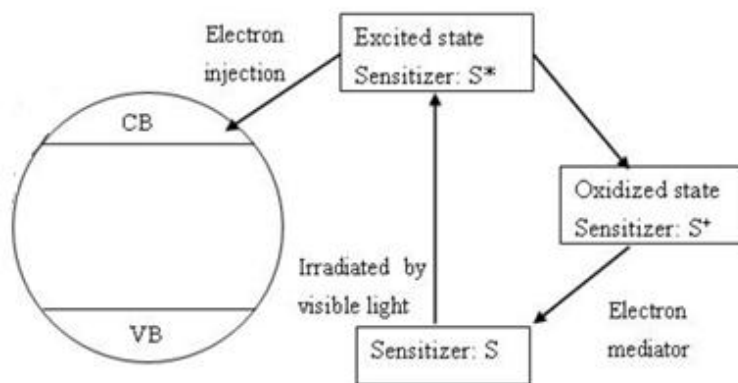 Electron
injection
Excited state
Sensitizer: S*
CB
Oxidized state
Sensitizer: S⁺
Irradiated by
visible light
VB
Sensitizer: S
Electron
mediator